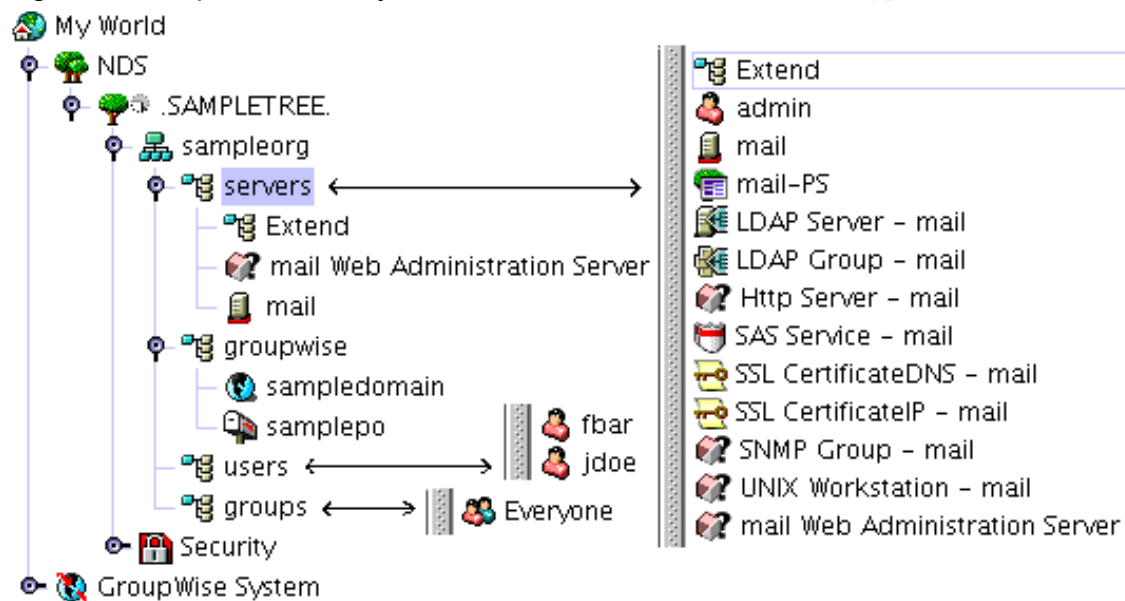 My World
NDS
.SAMPLETREE.
sampleorg
servers
Extend
mail Web Administration Server
mail
groupwise
sampledomain
samplepo
users
groups
Security
GroupWise System
fbar
jdoe
Everyone
Extend
admin
mail
mail-PS
LDAP Server – mail
LDAP Group – mail
Http Server – mail
SAS Service – mail
SSL CertificateDNS – mail
SSL CertificateIP – mail
SNMP Group – mail
UNIX Workstation – mail
mail Web Administration Server